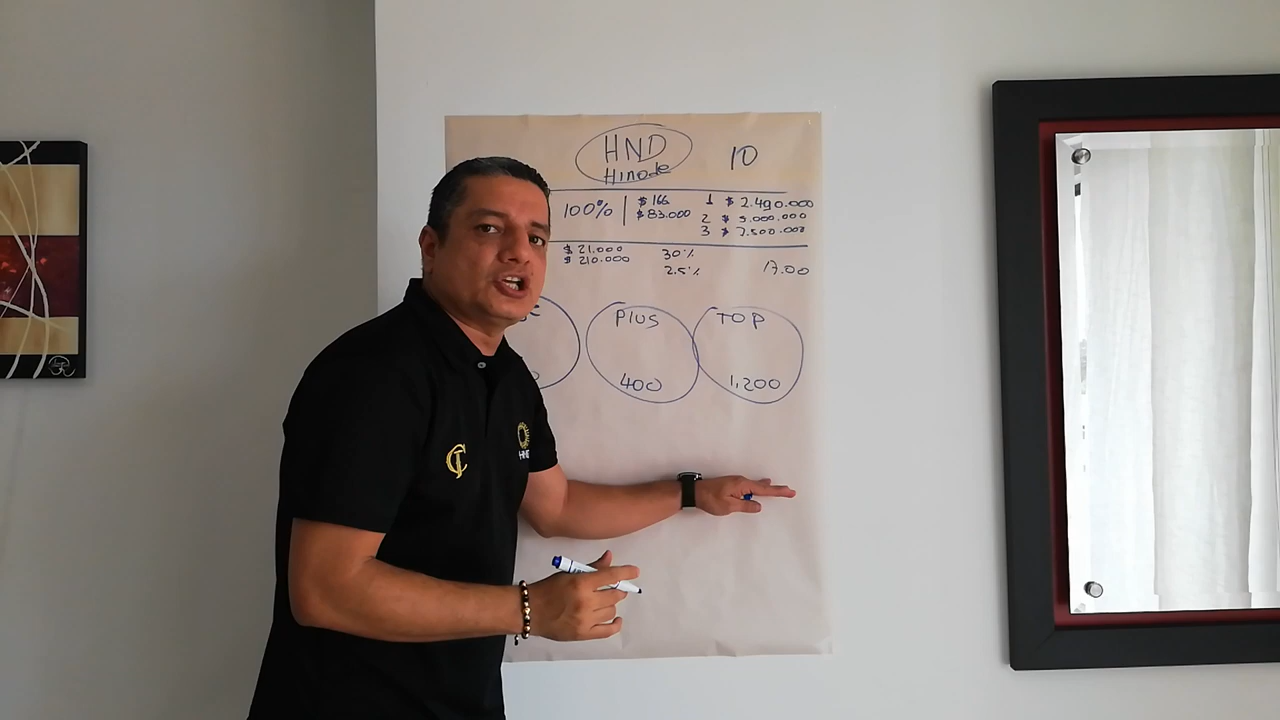 HND
Hinode
10
100%
$ 166
$ 83.000
1 $ 2.490.000
2 $ 5.000.000
3 $ 7.500.000
$ 21.000
$ 210.000
30%
2.5%
17.00
Plus
400
TOP
1,200